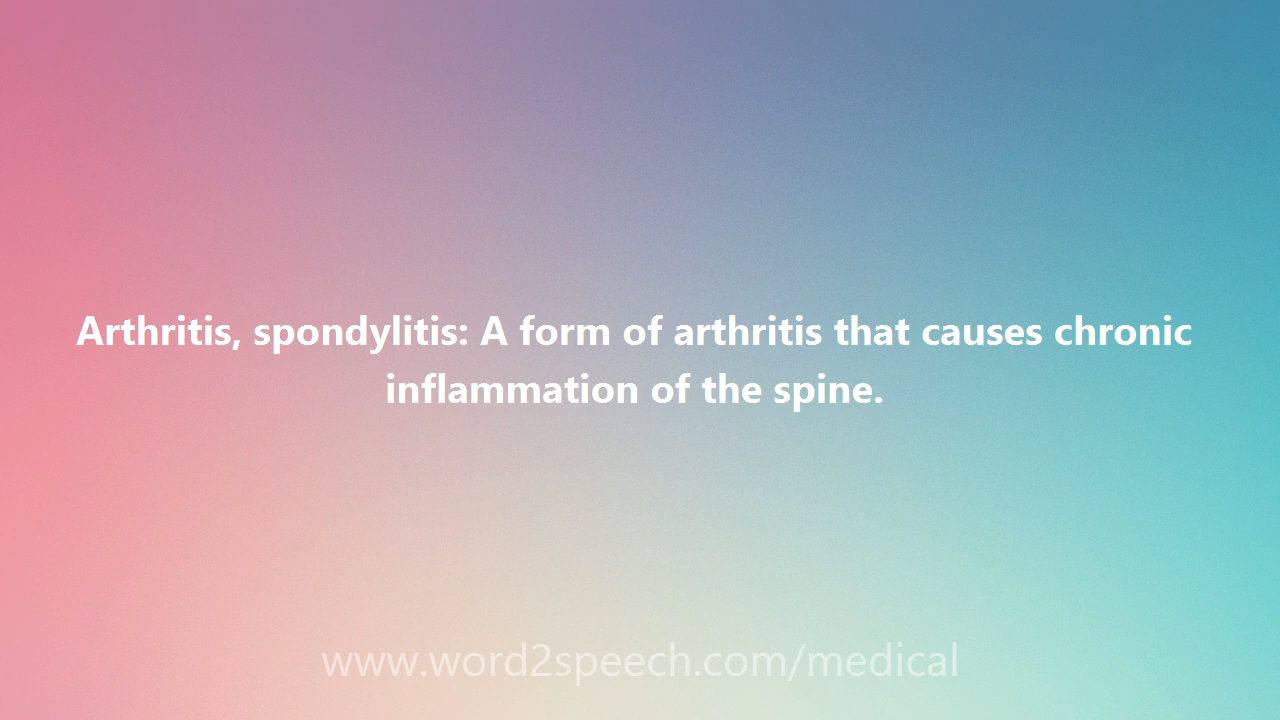 Arthritis, spondylitis: A form of arthritis that causes chronic
inflammation of the spine.
www.word2speech.com/medical